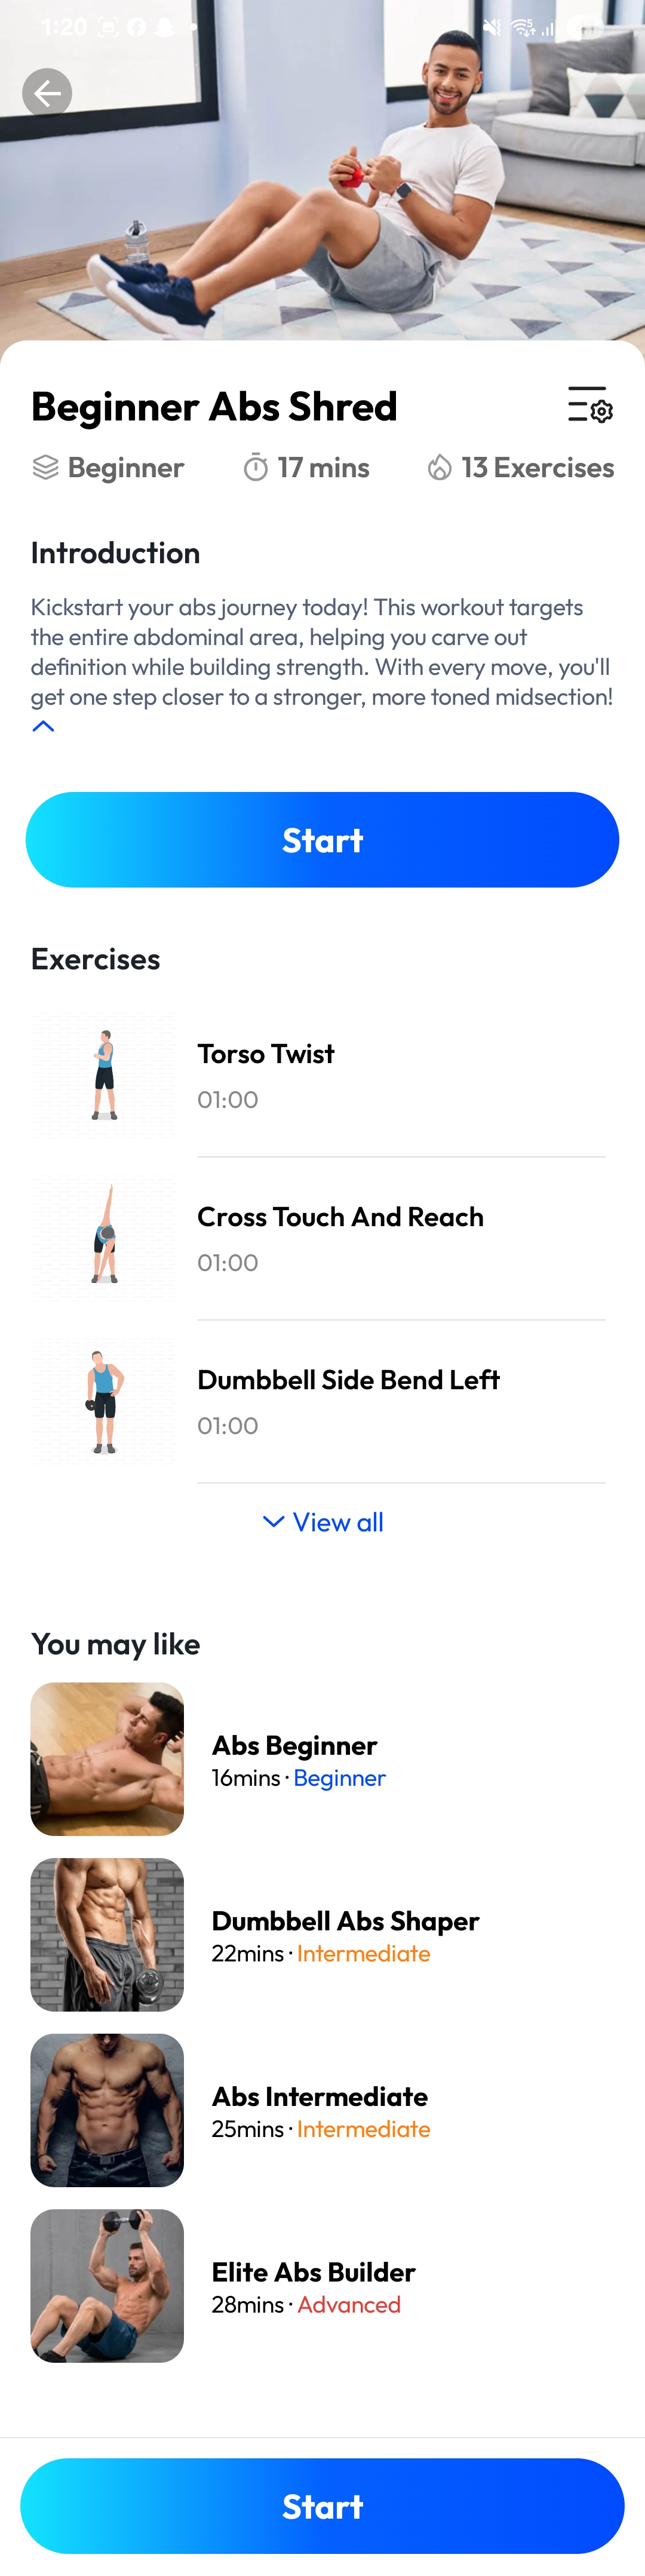 1:20
Beginner Abs Shred
Beginner
17 mins
13 Exercises
Introduction
Kickstart your abs journey today! This workout targets
the entire abdominal area, helping you carve out
definition while building strength. With every move, you'll
get one step closer to a stronger, more toned midsection!
Start
Exercises
Torso Twist
01:00
Cross Touch And Reach
01:00
Dumbbell Side Bend Left
01:00
View all
You may like
Abs Beginner
16mins · Beginner
Dumbbell Abs Shaper
22mins · Intermediate
Abs Intermediate
25mins · Intermediate
Elite Abs Builder
28mins · Advanced
Start